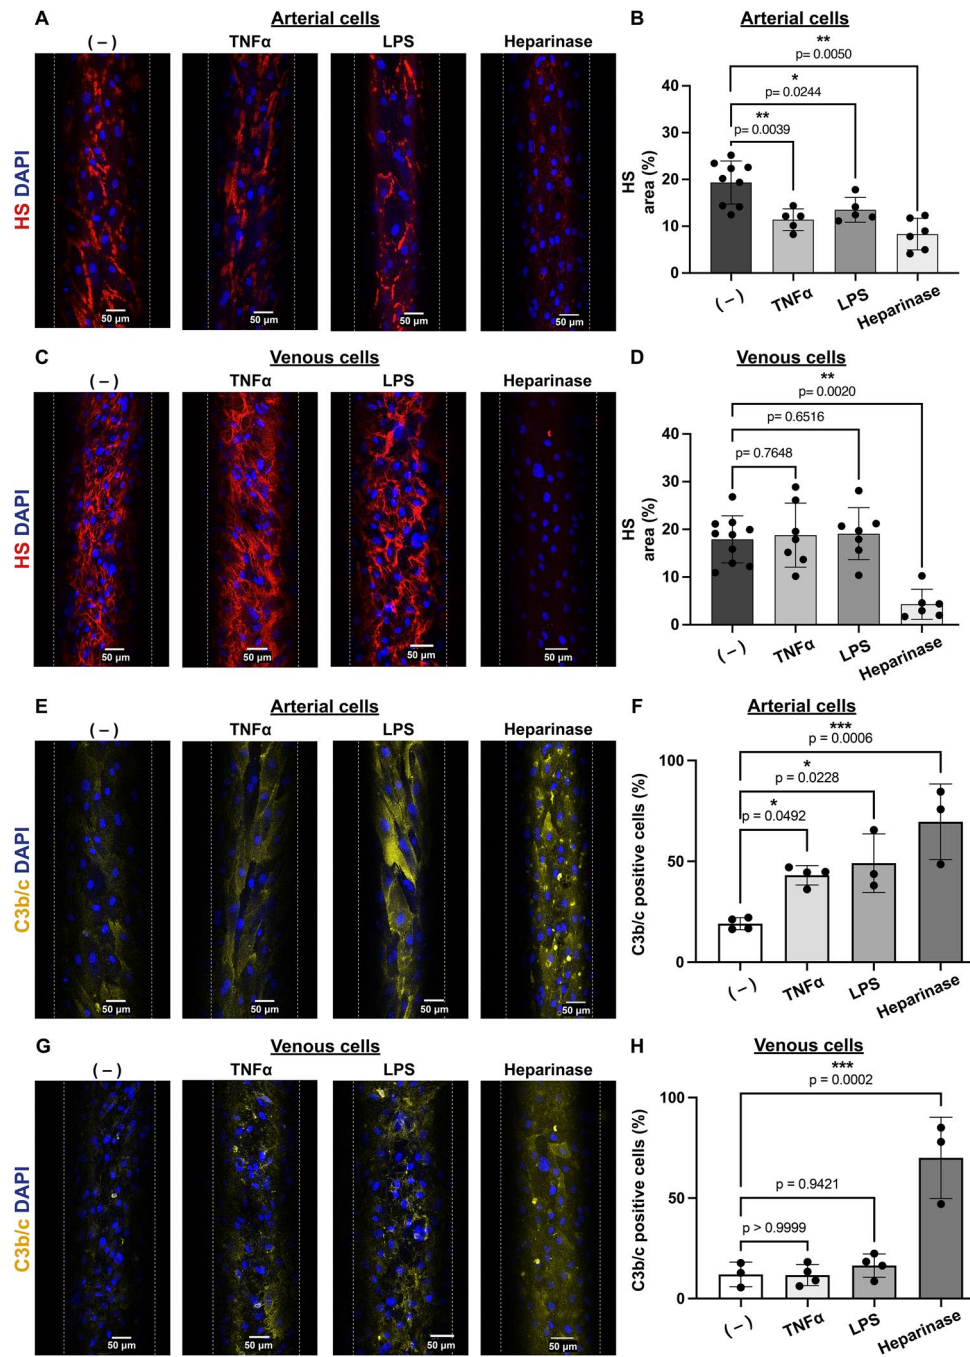 A
Arterial cells
(–)
TNFα
LPS
Heparinase
HS DAPI
50 µm
50 µm
50 µm
50 µm
B
Arterial cells
**
p= 0.0050
*
p= 0.0244
**
p= 0.0039
HS
area (%)
40
30
20
10
0
(–)
TNFα
LPS
Heparinase
C
Venous cells
(–)
TNFα
LPS
Heparinase
HS DAPI
50 µm
50 µm
50 µm
50 µm
D
Venous cells
**
p= 0.0020
p= 0.6516
p= 0.7648
HS
area (%)
40
30
20
10
0
(–)
TNFα
LPS
Heparinase
E
Arterial cells
(–)
TNFα
LPS
Heparinase
C3b/c DAPI
50 µm
50 µm
50 µm
50 µm
F
Arterial cells
***
p = 0.0006
*
p = 0.0228
*
p = 0.0492
C3b/c positive cells (%)
100
50
0
(–)
TNFα
LPS
Heparinase
G
Venous cells
(–)
TNFα
LPS
Heparinase
C3b/c DAPI
50 µm
50 µm
50 µm
50 µm
H
Venous cells
***
p = 0.0002
p = 0.9421
p > 0.9999
C3b/c positive cells (%)
100
50
0
(–)
TNFα
LPS
Heparinase